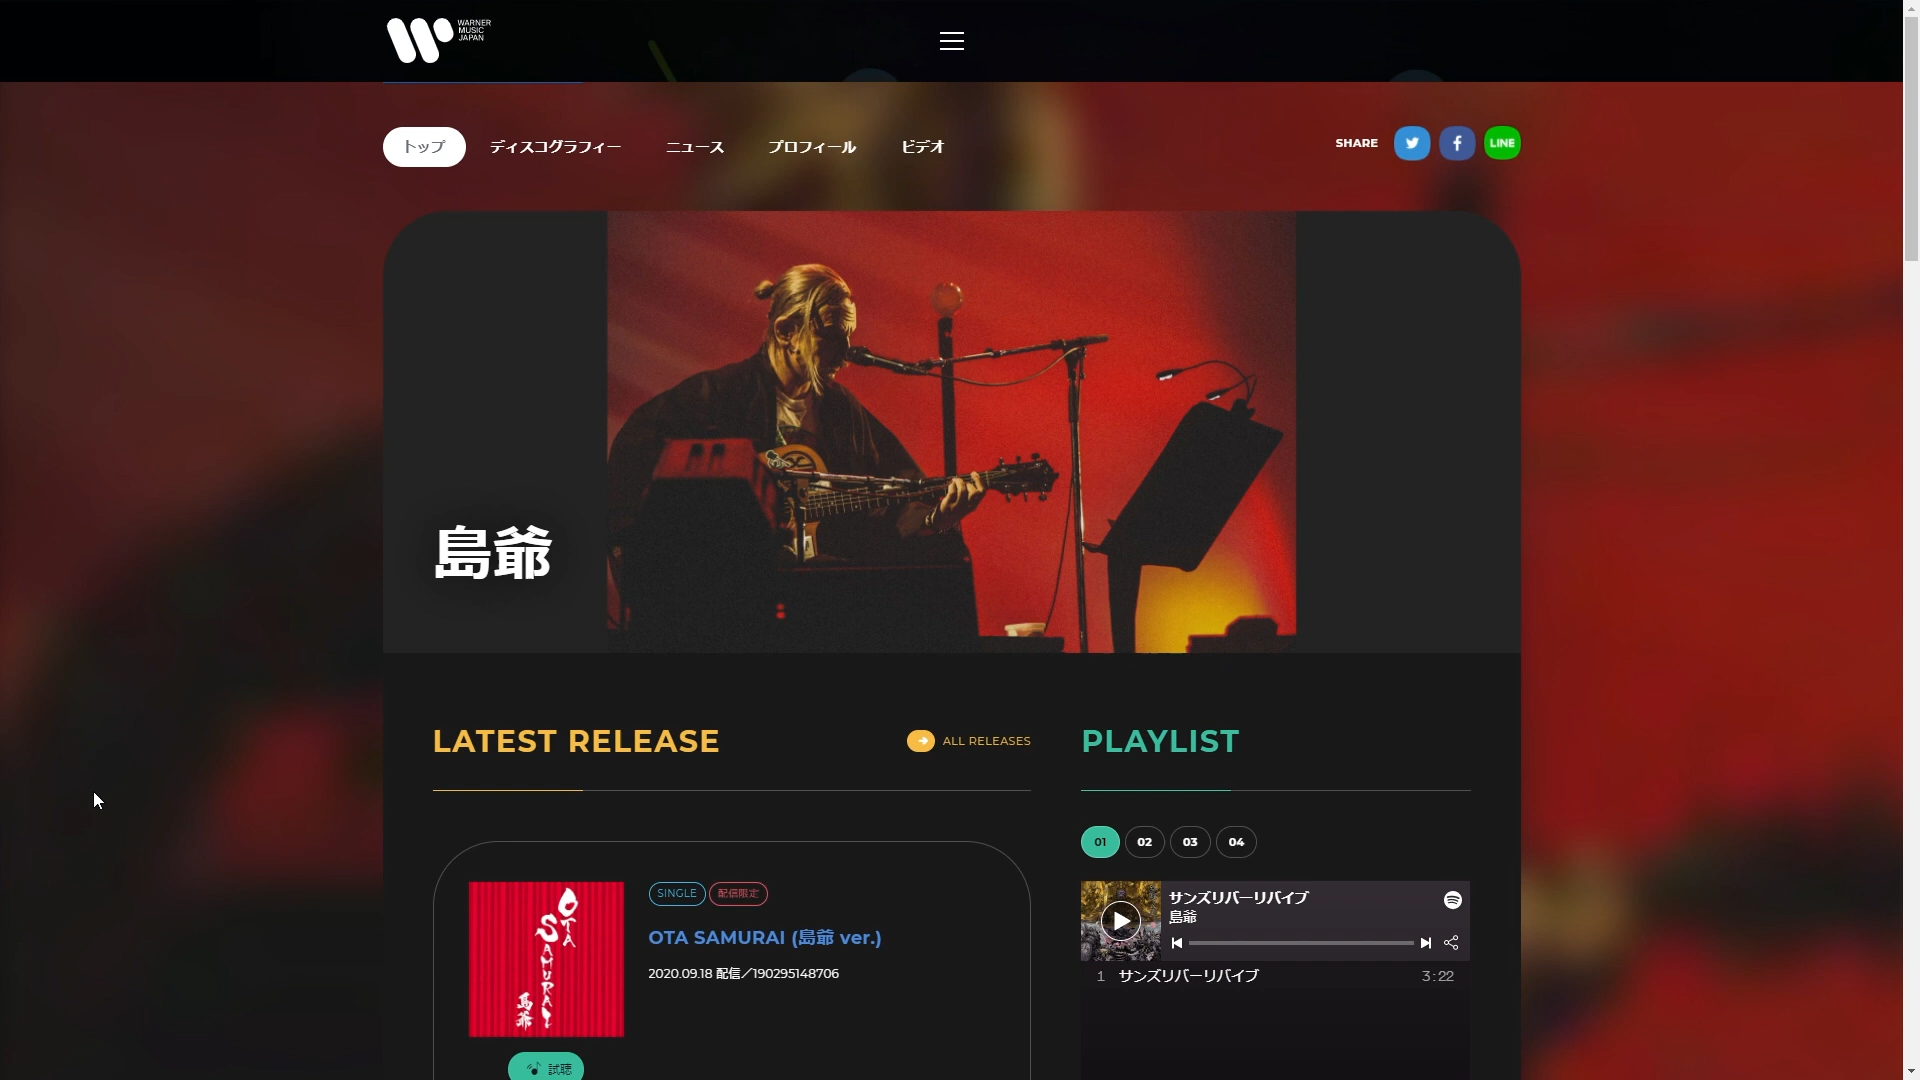 WARNER
MUSIC
JAPAN
トップ ディスコグラフィー ニュース プロフィール ビデオ SHARE LINE
島爺
LATEST RELEASE ALL RELEASES
PLAYLIST
01 02 03 04
SINGLE 配信限定
OTA SAMURAI (島爺 ver.)
2020.09.18 配信／190295148706
OTA SAMURAI 島爺
試聴
サンズリバーリバイブ
島爺
1 サンズリバーリバイブ 3:22